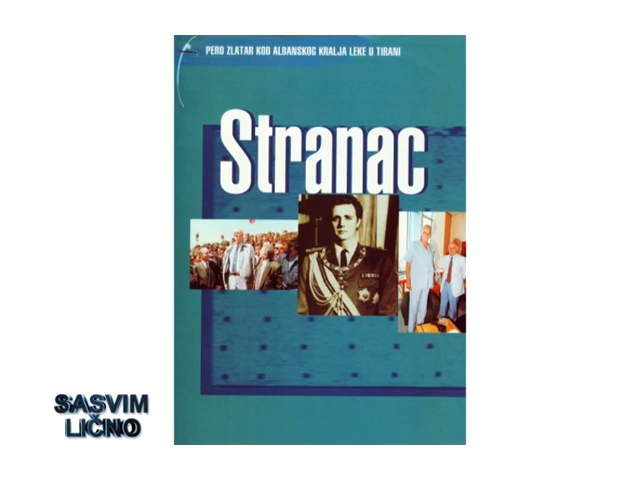 PERO ZLATAR KOD ALBANSKOG KRALJA LEKE U TIRANI
Stranac
SASVIM
LIČNO